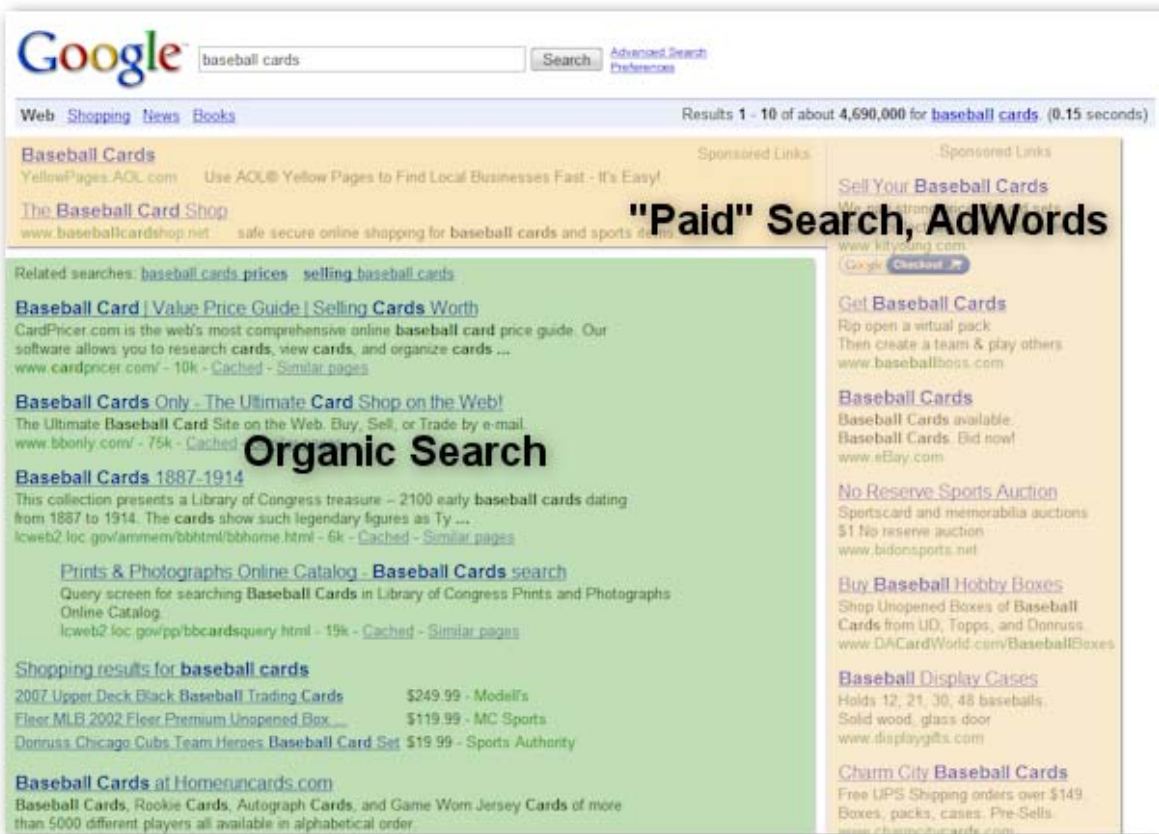 Google™
baseball cards
Search
Advanced Search
Preferences
Web Shopping News Books
Results 1 - 10 of about 4,690,000 for baseball cards. (0.15 seconds)
Baseball Cards
Sponsored Links
YellowPages.AOL.com Use AOL® Yellow Pages to Find Local Businesses Fast - It's Easy!
The Baseball Card Shop
www.baseballcardshop.net safe secure online shopping for baseball cards and sports items
"Paid" Search, AdWords
Related searches: baseball cards prices selling baseball cards
Baseball Card | Value Price Guide | Selling Cards Worth
CardPricer.com is the web's most comprehensive online baseball card price guide. Our
software allows you to research cards, view cards, and organize cards ...
www.cardpricer.com/ - 10k - Cached - Similar pages
Baseball Cards Only - The Ultimate Card Shop on the Web!
The Ultimate Baseball Card Site on the Web. Buy, Sell, or Trade by e-mail.
www.bbonly.com/ - 75k - Cached
Organic Search
Baseball Cards 1887-1914
This collection presents a Library of Congress treasure -- 2100 early baseball cards dating
from 1887 to 1914. The cards show such legendary figures as Ty ...
lcweb2.loc.gov/ammem/bbhtml/bbhome.html - 6k - Cached - Similar pages
Prints & Photographs Online Catalog - Baseball Cards search
Query screen for searching Baseball Cards in Library of Congress Prints and Photographs
Online Catalog.
lcweb2.loc.gov/pp/bbcardsquery.html - 19k - Cached - Similar pages
Shopping results for baseball cards
2007 Upper Deck Black Baseball Trading Cards $249.99 - Modell's
Fleer MLB 2002 Fleer Premium Unopened Box ... $119.99 - MC Sports
Donruss Chicago Cubs Team Heroes Baseball Card Set $19.99 - Sports Authority
Baseball Cards at Homeruncards.com
Baseball Cards, Rookie Cards, Autograph Cards, and Game Worn Jersey Cards of more
than 5000 different players all available in alphabetical order
Sponsored Links
Sell Your Baseball Cards
www.kityoung.com
Google Checkout
Get Baseball Cards
Rip open a virtual pack
Then create a team & play others
www.baseballboss.com
Baseball Cards
Baseball Cards available.
Baseball Cards. Bid now!
www.eBay.com
No Reserve Sports Auction
Sportscard and memorabilia auctions
$1 No reserve auction
www.bidonsports.net
Buy Baseball Hobby Boxes
Shop Unopened Boxes of Baseball
Cards from UD, Topps, and Donruss.
www.DACardWorld.com/BaseballBoxes
Baseball Display Cases
Holds 12, 21, 30, 48 baseballs.
Solid wood, glass door
www.displaygifts.com
Charm City Baseball Cards
Free UPS Shipping orders over $149.
Boxes, packs, cases. Pre-Sells.
www.charmcitycards.com